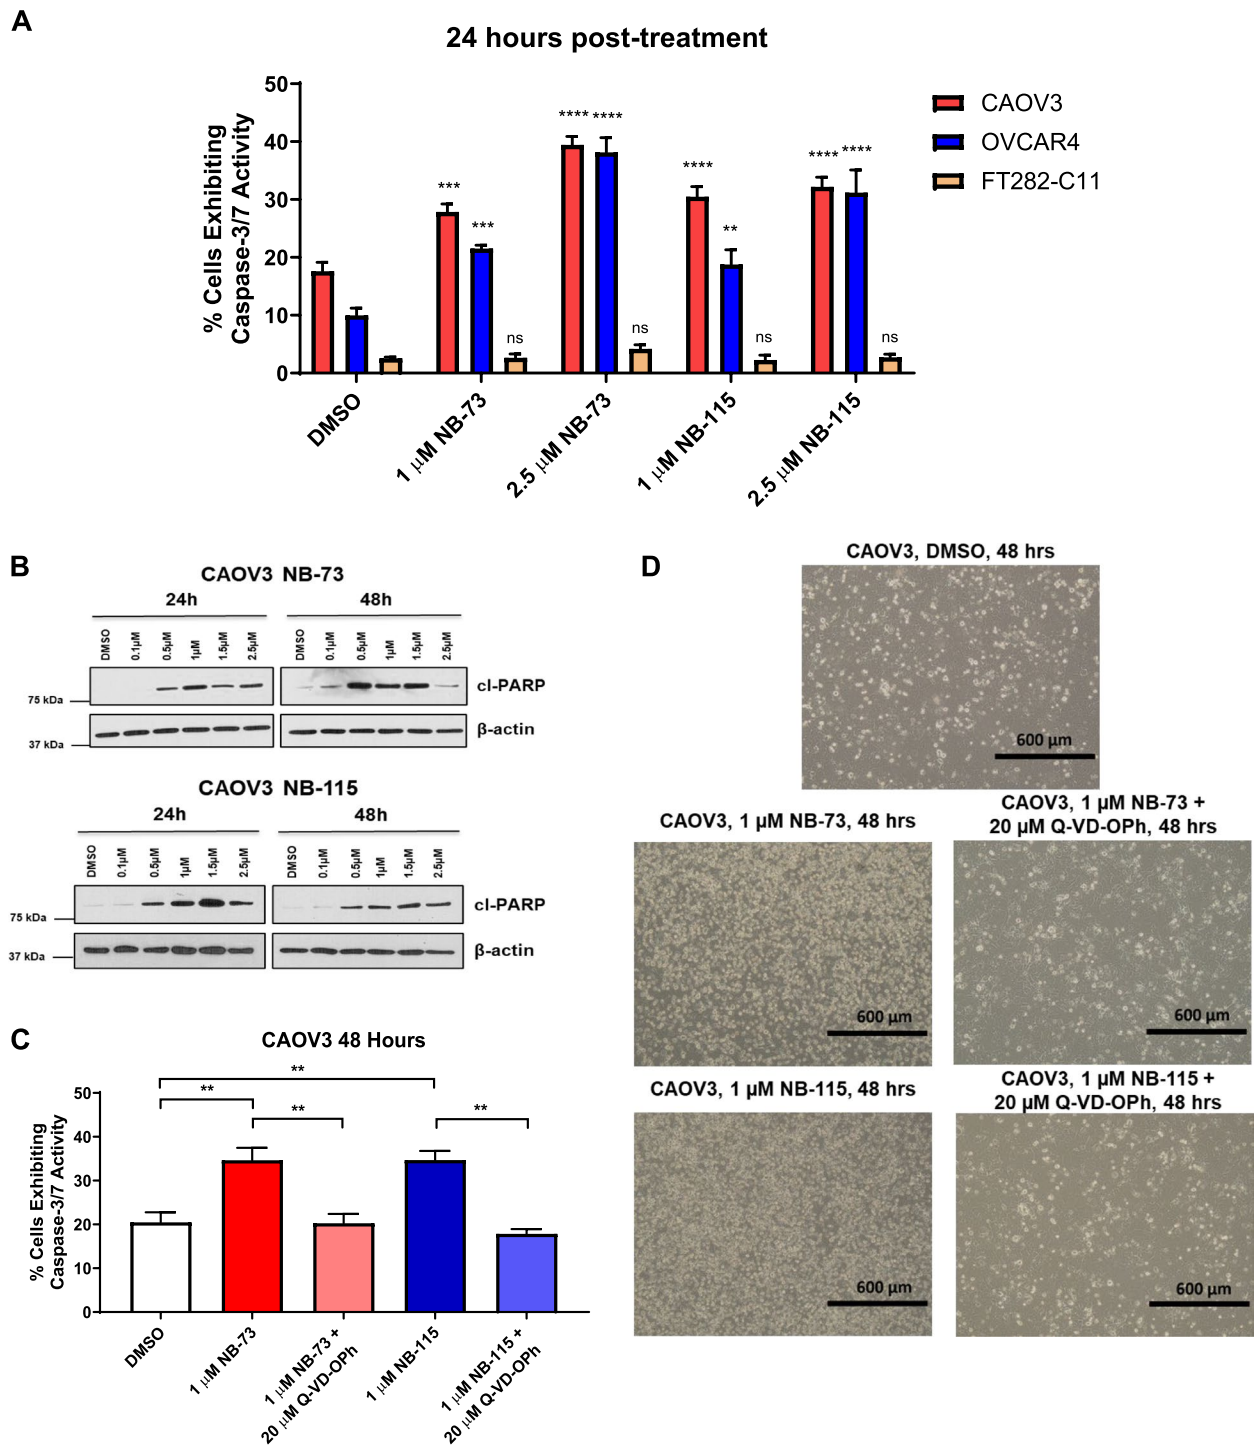 A
24 hours post-treatment
% Cells Exhibiting
Caspase-3/7 Activity
50
40
30
20
10
0
*** *** ns
**** **** ns
**** ** ns
**** **** ns
DMSO
1 µM NB-73
2.5 µM NB-73
1 µM NB-115
2.5 µM NB-115
CAOV3
OVCAR4
FT282-C11
B
CAOV3 NB-73
24h 48h
DMSO 0.1µM 0.5µM 1µM 1.5µM 2.5µM DMSO 0.1µM 0.5µM 1µM 1.5µM 2.5µM
75 kDa
cl-PARP
37 kDa
β-actin
CAOV3 NB-115
24h 48h
DMSO 0.1µM 0.5µM 1µM 1.5µM 2.5µM DMSO 0.1µM 0.5µM 1µM 1.5µM 2.5µM
75 kDa
cl-PARP
37 kDa
β-actin
C
CAOV3 48 Hours
% Cells Exhibiting
Caspase-3/7 Activity
50
40
30
20
10
0
**
**
**
**
DMSO
1 µM NB-73
1 µM NB-73 +
20 µM Q-VD-OPh
1 µM NB-115
1 µM NB-115 +
20 µM Q-VD-OPh
D
CAOV3, DMSO, 48 hrs
600 µm
CAOV3, 1 µM NB-73, 48 hrs
600 µm
CAOV3, 1 µM NB-73 +
20 µM Q-VD-OPh, 48 hrs
600 µm
CAOV3, 1 µM NB-115, 48 hrs
600 µm
CAOV3, 1 µM NB-115 +
20 µM Q-VD-OPh, 48 hrs
600 µm